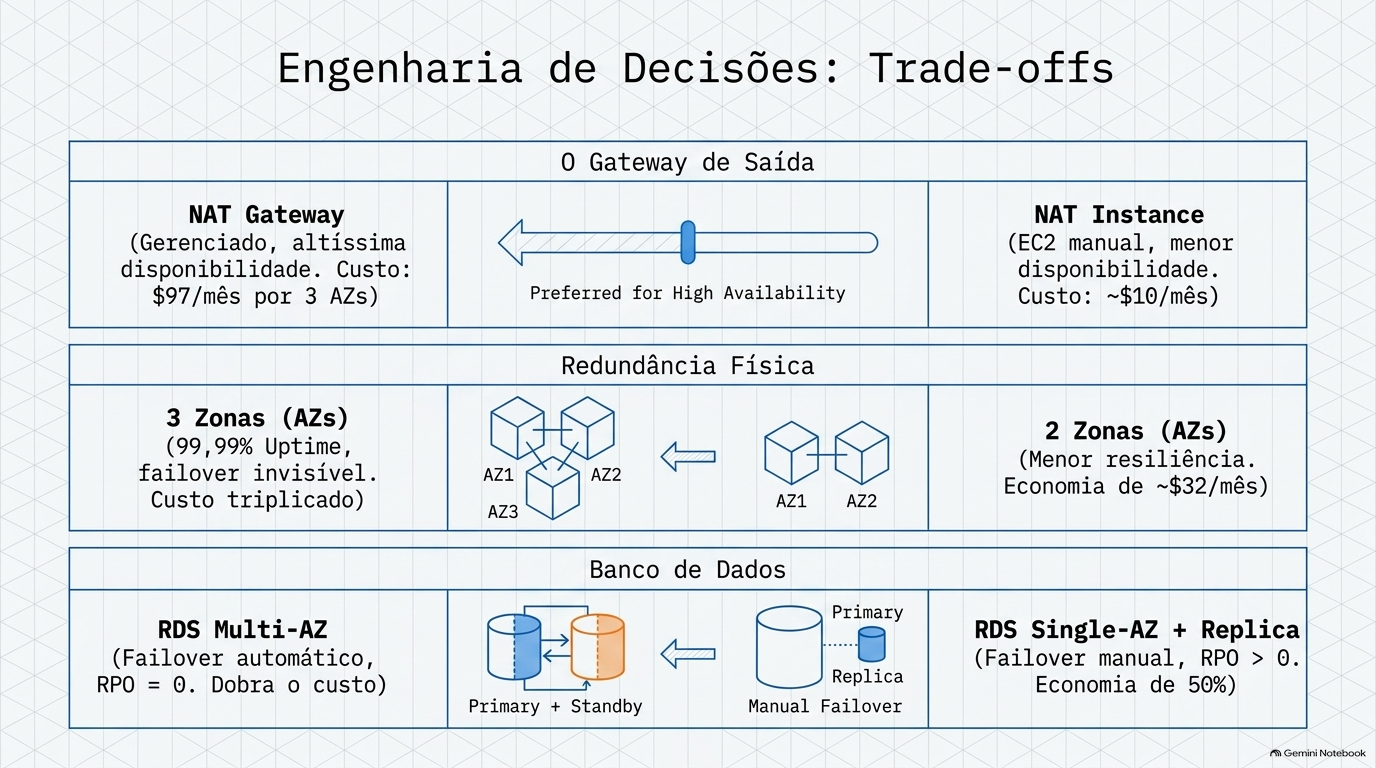 Engenharia de Decisões: Trade-offs
O Gateway de Saída
NAT Gateway
(Gerenciado, altíssima
disponibilidade. Custo:
$97/mês por 3 AZs)
Preferred for High Availability
NAT Instance
(EC2 manual, menor
disponibilidade.
Custo: ~$10/mês)
Redundância Física
3 Zonas (AZs)
(99,99% Uptime,
failover invisível.
Custo triplicado)
AZ1
AZ2
AZ3
AZ1
AZ2
2 Zonas (AZs)
(Menor resiliência.
Economia de ~$32/mês)
Banco de Dados
RDS Multi-AZ
(Failover automático,
RPO = 0. Dobra o custo)
Primary + Standby
Primary
Replica
Manual Failover
RDS Single-AZ + Replica
(Failover manual, RPO > 0.
Economia de 50%)
Gemini Notebook